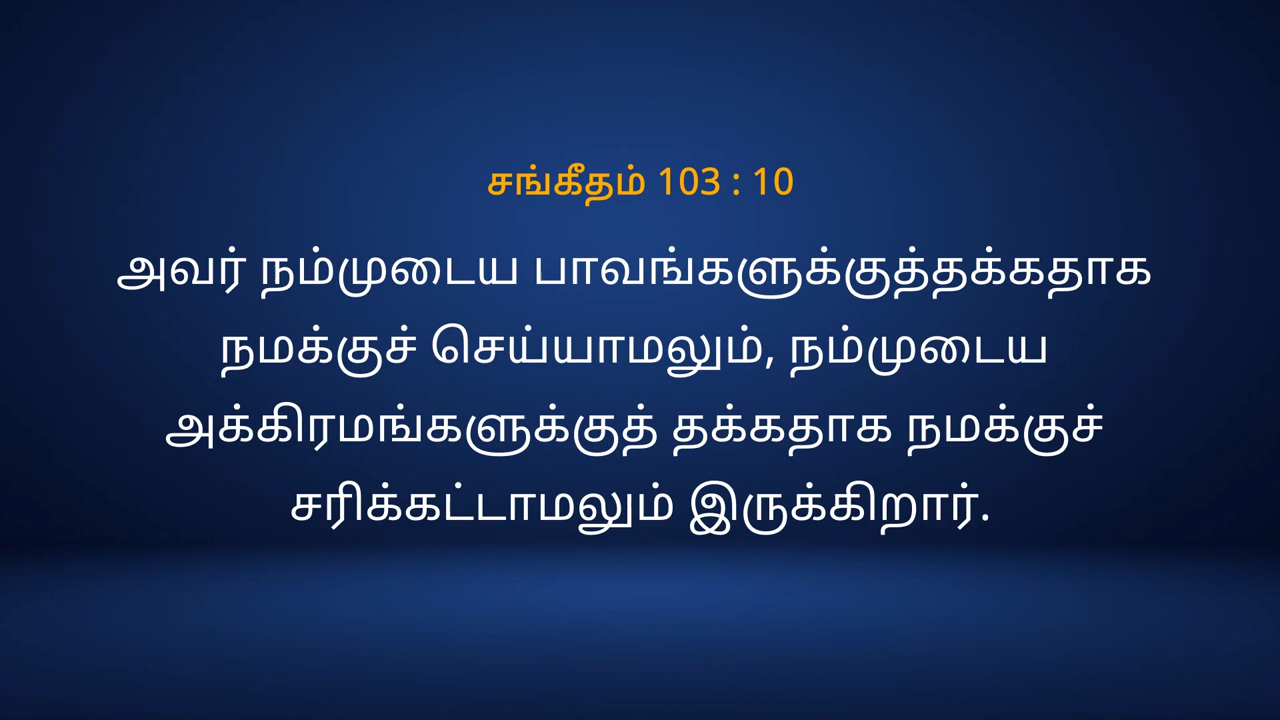 சங்கீதம் 103 : 10
அவர் நம்முடைய பாவங்களுக்குத்தக்கதாக
நமக்குச் செய்யாமலும், நம்முடைய
அக்கிரமங்களுக்குத் தக்கதாக நமக்குச்
சரிக்கட்டாமலும் இருக்கிறார்.